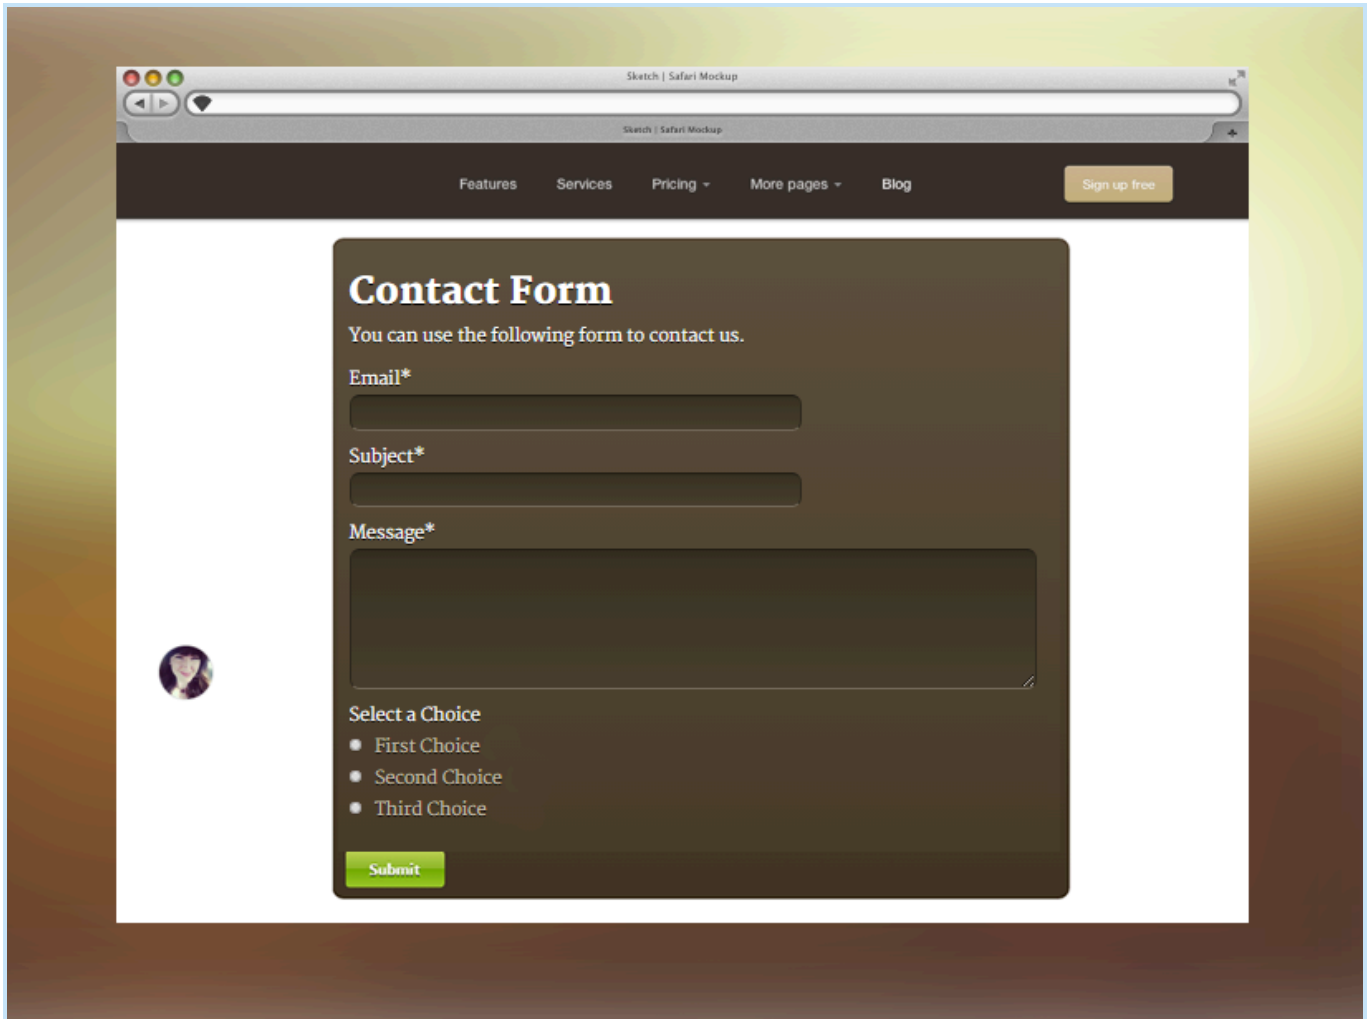 Sketch | Safari Mockup
Sketch | Safari Mockup
Features Services Pricing More pages Blog Sign up free
Contact Form
You can use the following form to contact us.
Email*
Subject*
Message*
Select a Choice
First Choice
Second Choice
Third Choice
Submit